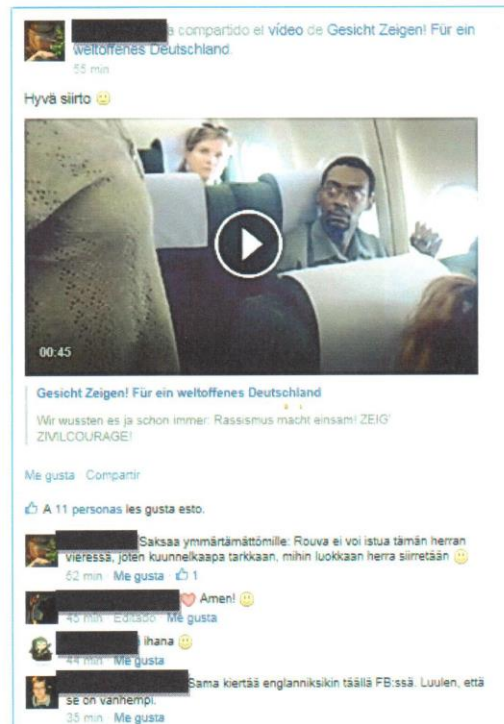 a compartido el vídeo de Gesicht Zeigen! Für ein
weltoffenes Deutschland.
55 min
Hyvä siirto
00:45
Gesicht Zeigen! Für ein weltoffenes Deutschland
Wir wussten es ja schon immer: Rassismus macht einsam! ZEIG'
ZIVILCOURAGE!
Me gusta Compartir
A 11 personas les gusta esto.
Saksaa ymmärtämättömille: Rouva ei voi istua tämän herran
vieressä, joten kuunnelkaapa tarkkaan, mihin luokkaan herra siirretään
52 min · Me gusta · 1
Amen!
45 min · Editado · Me gusta
ihana
44 min · Me gusta
Sama kiertää englanniksikin täällä FB:ssä. Luulen, että
se on vanhempi.
35 min · Me gusta